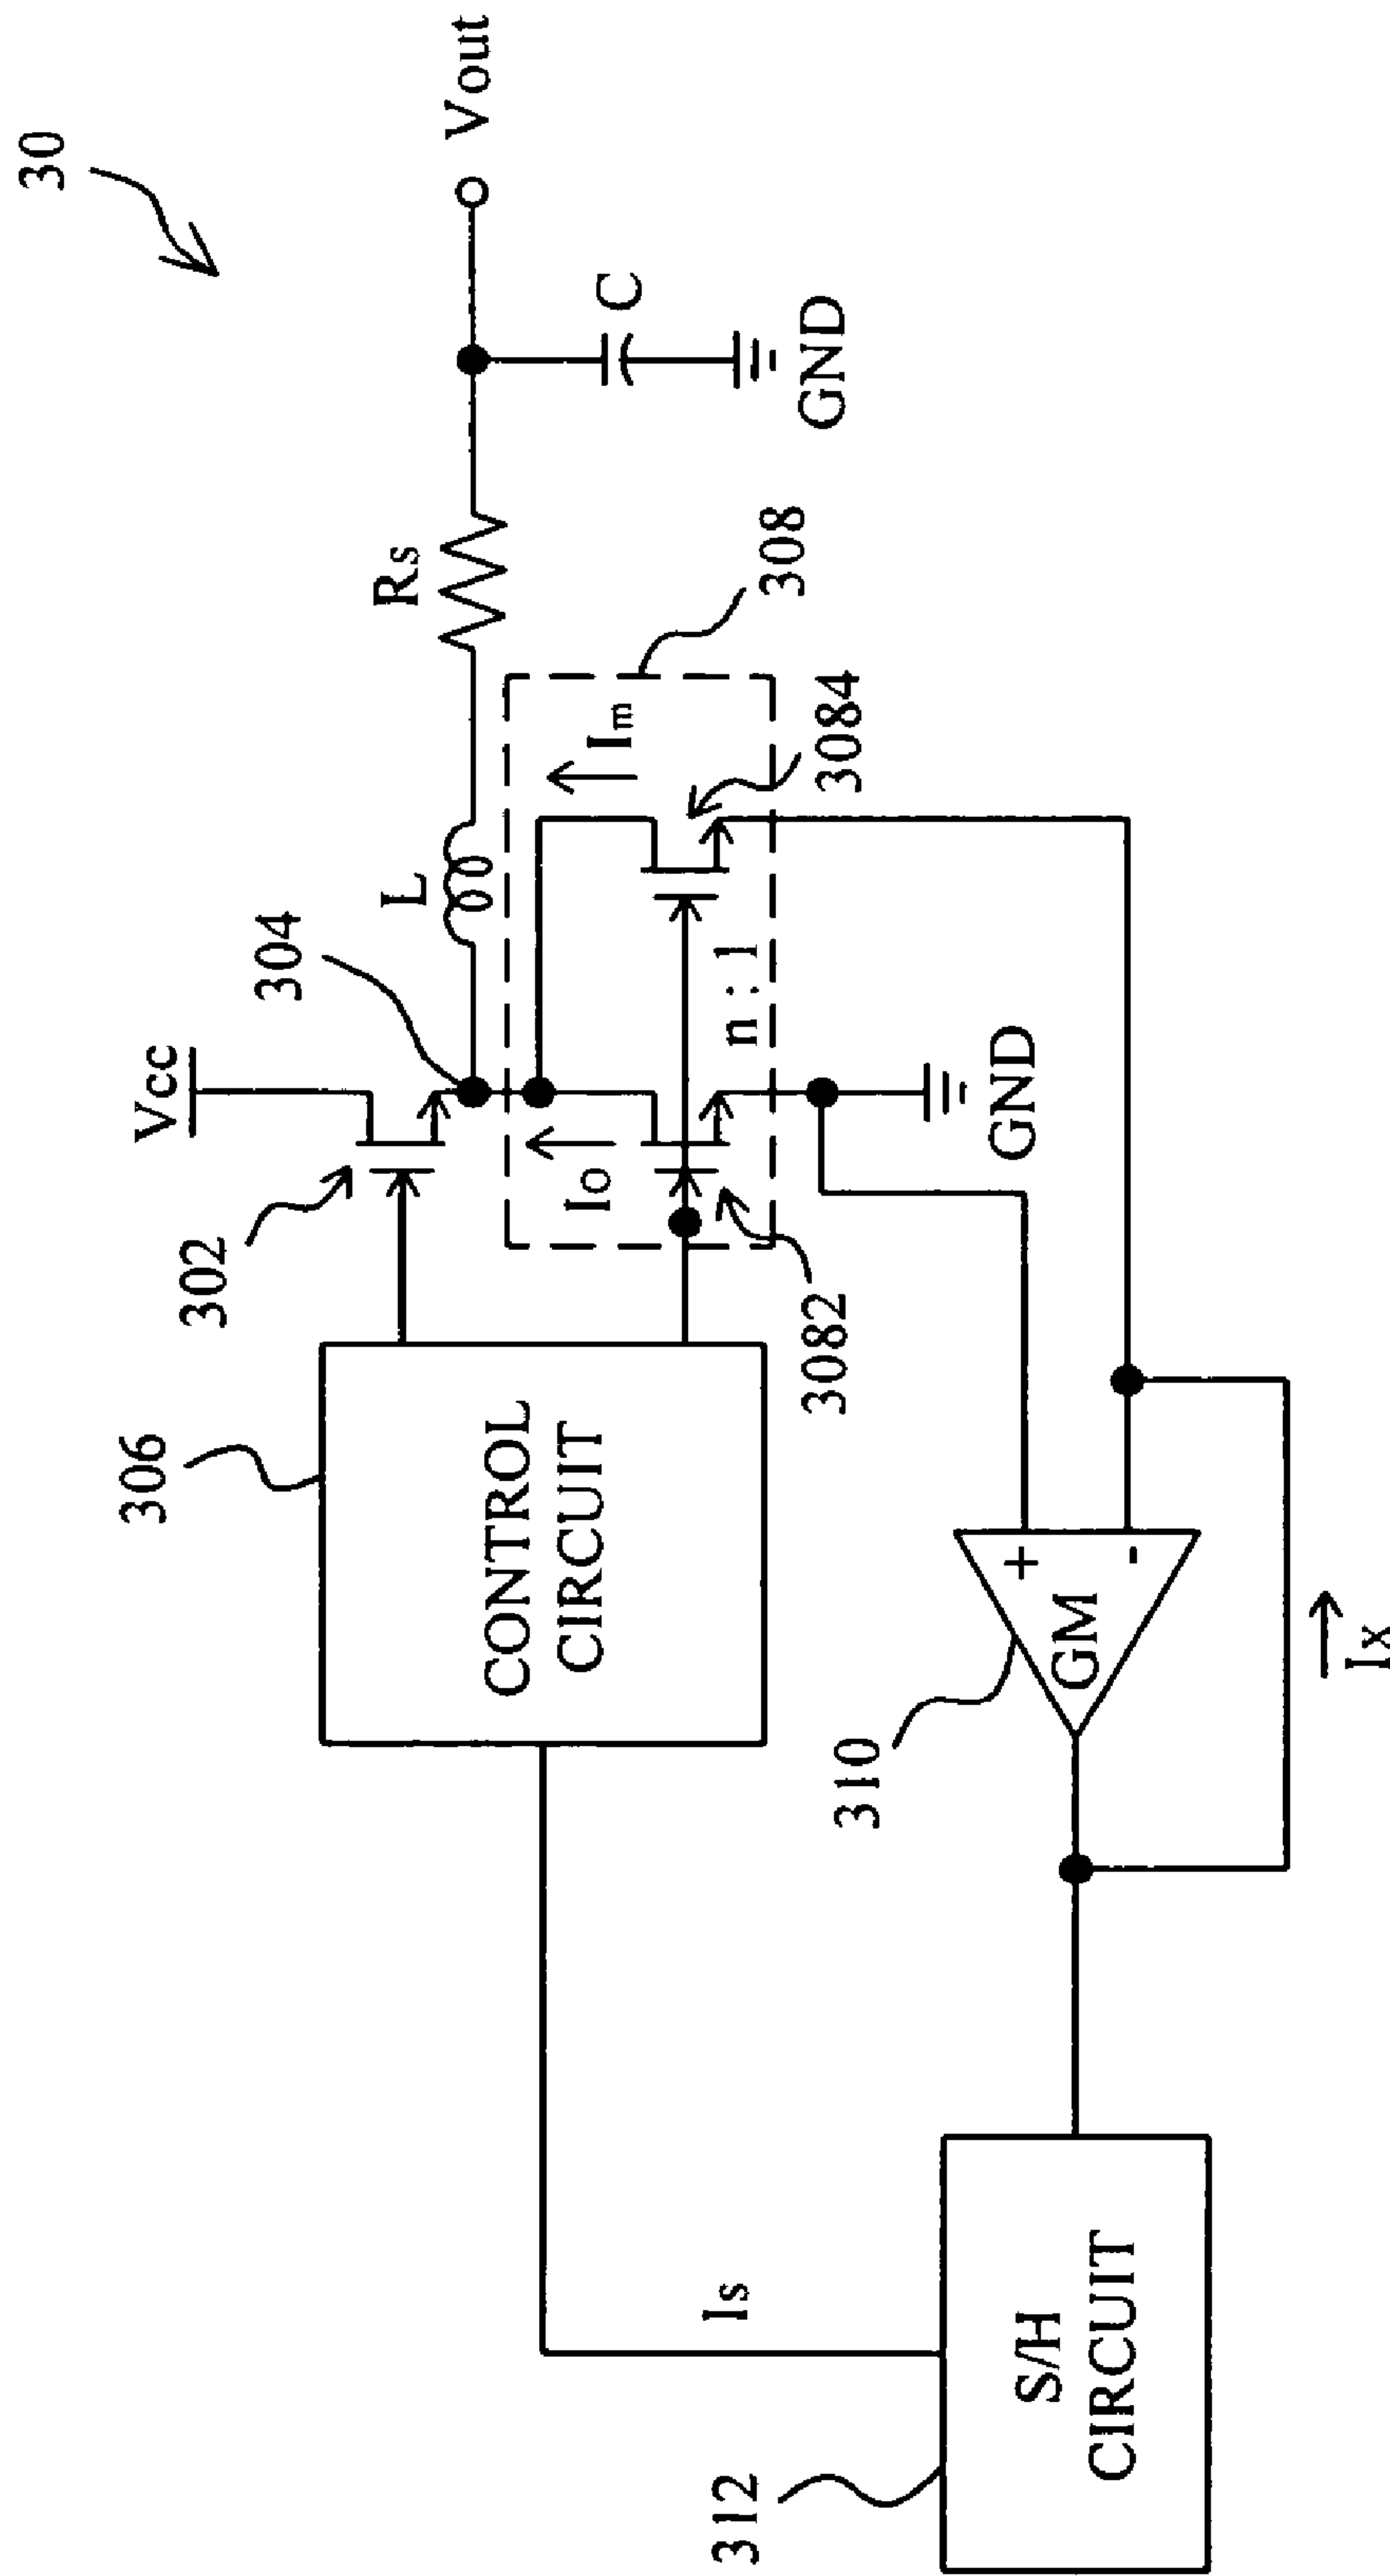 30
Vcc
304
L
Rs
Vout
C
GND
302
306
CONTROL
CIRCUIT
Io
Im
308
3084
n : 1
3082
GND
310
+
-
GM
Ix
Is
312
S/H
CIRCUIT